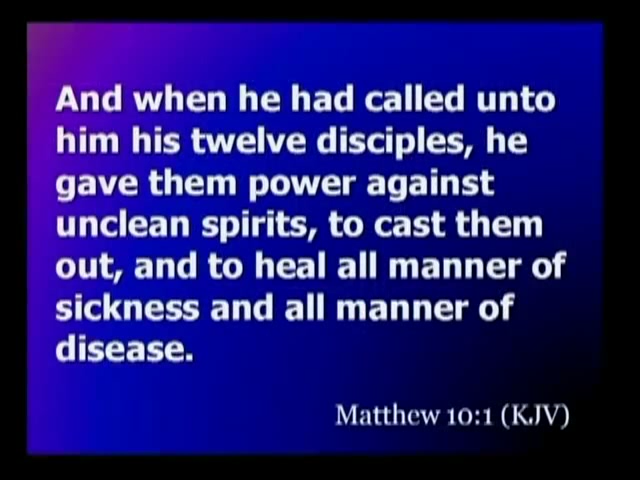 And when he had called unto
him his twelve disciples, he
gave them power against
unclean spirits, to cast them
out, and to heal all manner of
sickness and all manner of
disease.
Matthew 10:1 (KJV)